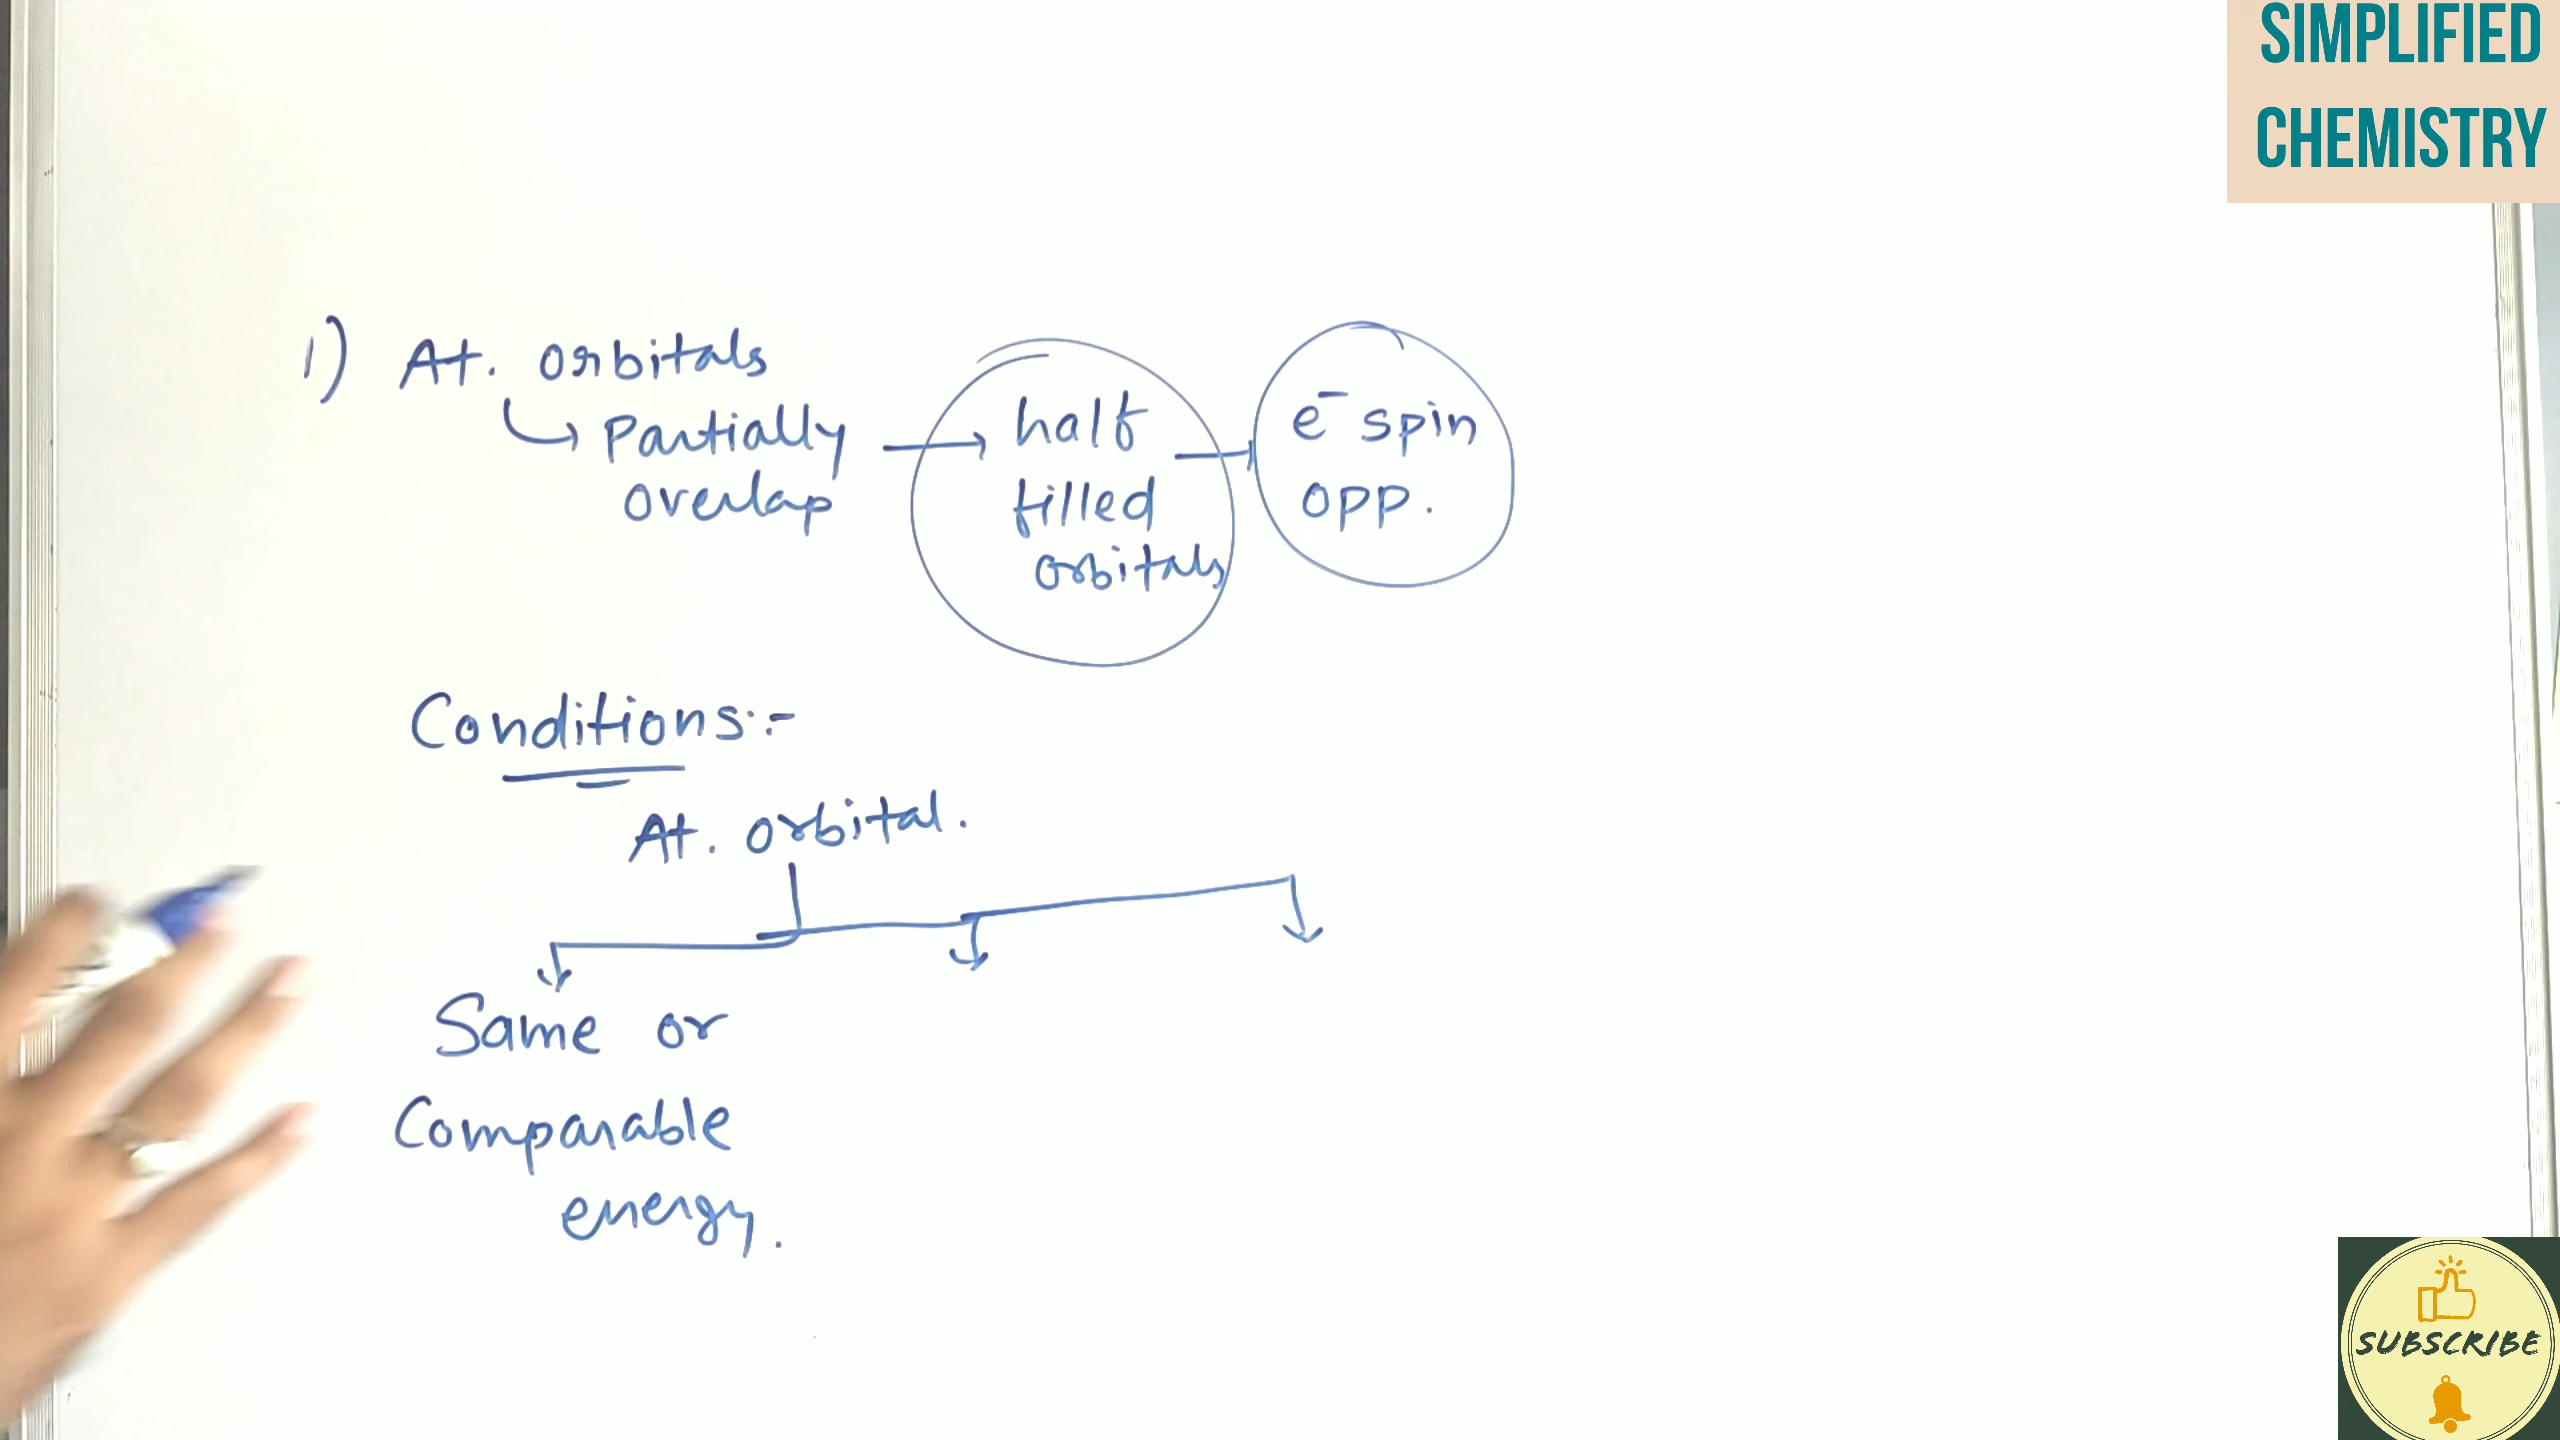 SIMPLIFIED
CHEMISTRY
1) At. orbitals
↳ Partially → half → e⁻ spin
overlap filled opp.
orbitals
Conditions:-
At. orbital.
Same or
Comparable
energy.
SUBSCRIBE